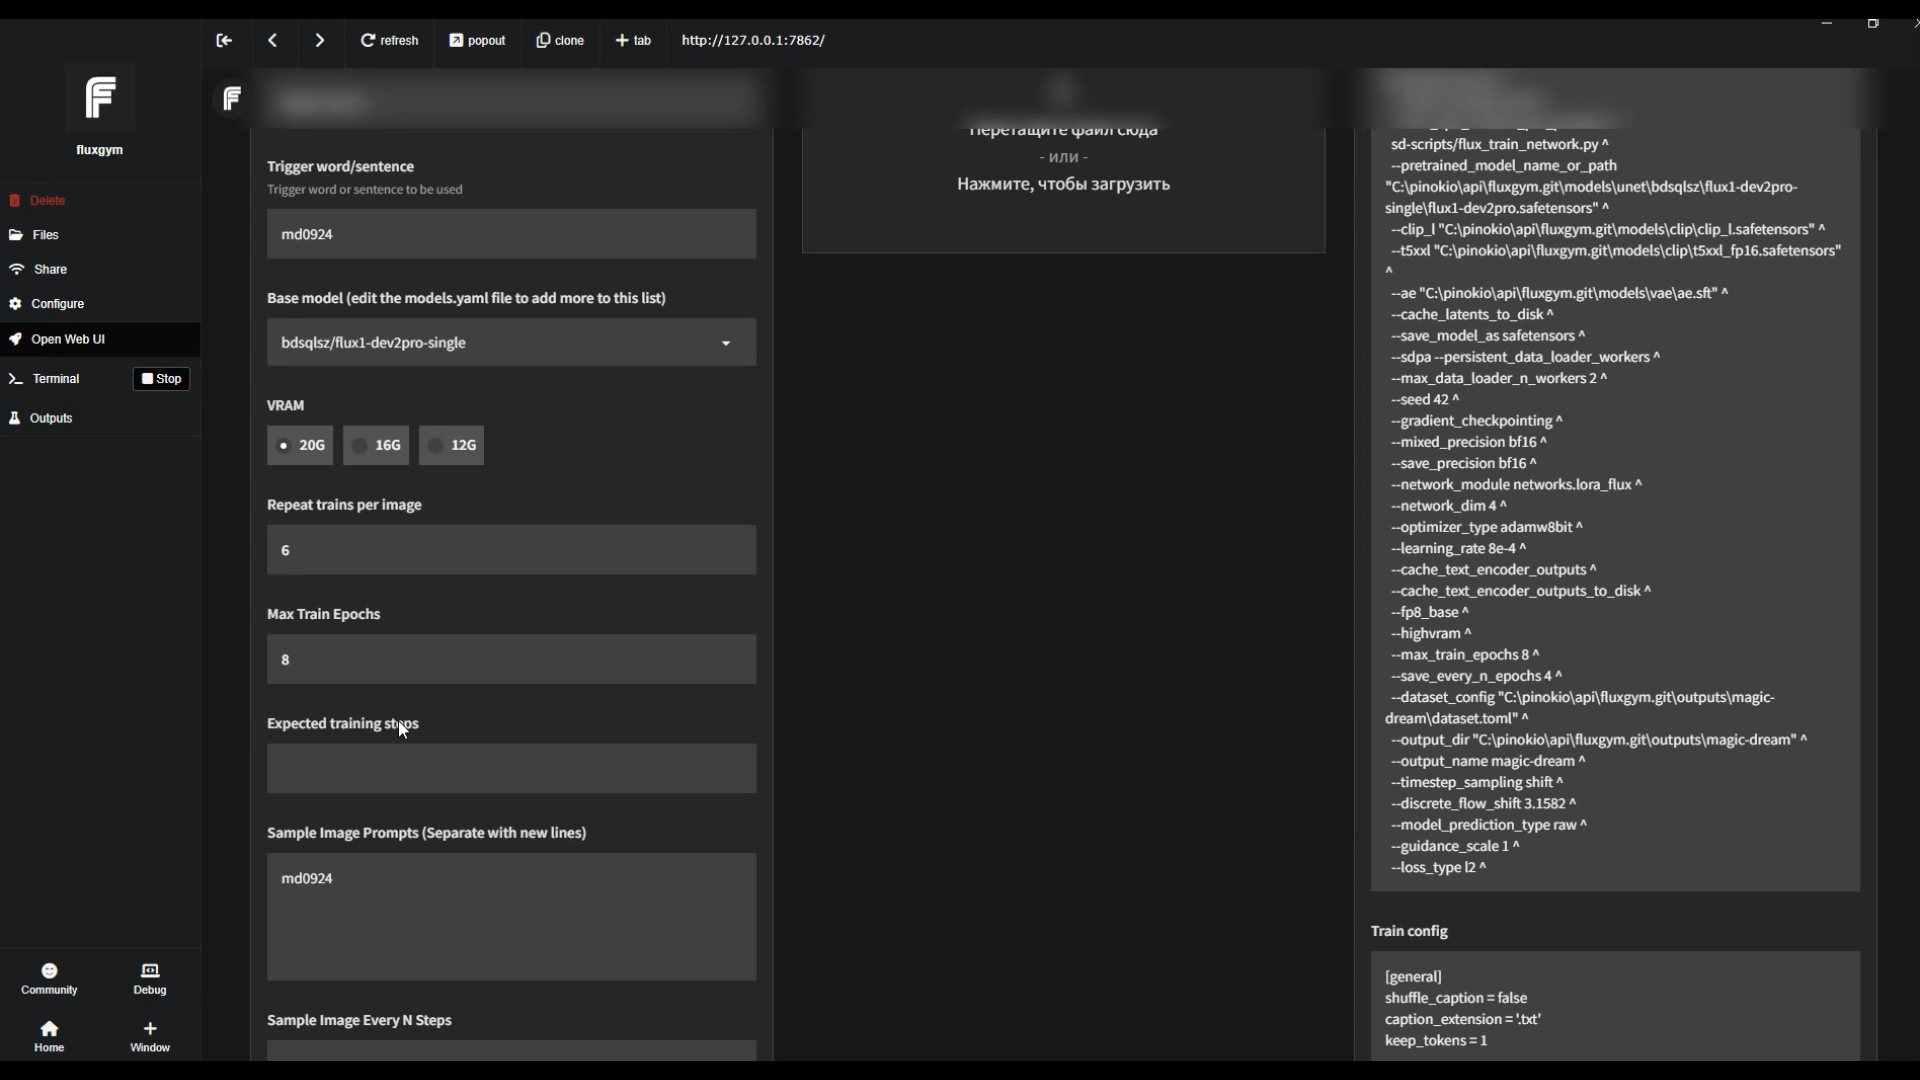 refresh
popout
clone
tab
http://127.0.0.1:7862/
fluxgym
Delete
Files
Share
Configure
Open Web UI
Terminal
Stop
Outputs
Community
Debug
Home
Window
Trigger word/sentence
Trigger word or sentence to be used
md0924
Base model (edit the models.yaml file to add more to this list)
bdsqlsz/flux1-dev2pro-single
VRAM
20G
16G
12G
Repeat trains per image
6
Max Train Epochs
8
Expected training steps
Sample Image Prompts (Separate with new lines)
md0924
Sample Image Every N Steps
Перетащите файл сюда
- или -
Нажмите, чтобы загрузить
sd-scripts/flux_train_network.py ^
--pretrained_model_name_or_path
"C:\pinokio\api\fluxgym.git\models\unet\bdsqlsz\flux1-dev2pro-
single\flux1-dev2pro.safetensors" ^
--clip_l "C:\pinokio\api\fluxgym.git\models\clip\clip_l.safetensors" ^
--t5xxl "C:\pinokio\api\fluxgym.git\models\clip\t5xxl_fp16.safetensors"
^
--ae "C:\pinokio\api\fluxgym.git\models\vae\ae.sft" ^
--cache_latents_to_disk ^
--save_model_as safetensors ^
--sdpa --persistent_data_loader_workers ^
--max_data_loader_n_workers 2 ^
--seed 42 ^
--gradient_checkpointing ^
--mixed_precision bf16 ^
--save_precision bf16 ^
--network_module networks.lora_flux ^
--network_dim 4 ^
--optimizer_type adamw8bit ^
--learning_rate 8e-4 ^
--cache_text_encoder_outputs ^
--cache_text_encoder_outputs_to_disk ^
--fp8_base ^
--highvram ^
--max_train_epochs 8 ^
--save_every_n_epochs 4 ^
--dataset_config "C:\pinokio\api\fluxgym.git\outputs\magic-
dream\dataset.toml" ^
--output_dir "C:\pinokio\api\fluxgym.git\outputs\magic-dream" ^
--output_name magic-dream ^
--timestep_sampling shift ^
--discrete_flow_shift 3.1582 ^
--model_prediction_type raw ^
--guidance_scale 1 ^
--loss_type l2 ^
Train config
[general]
shuffle_caption = false
caption_extension = '.txt'
keep_tokens = 1